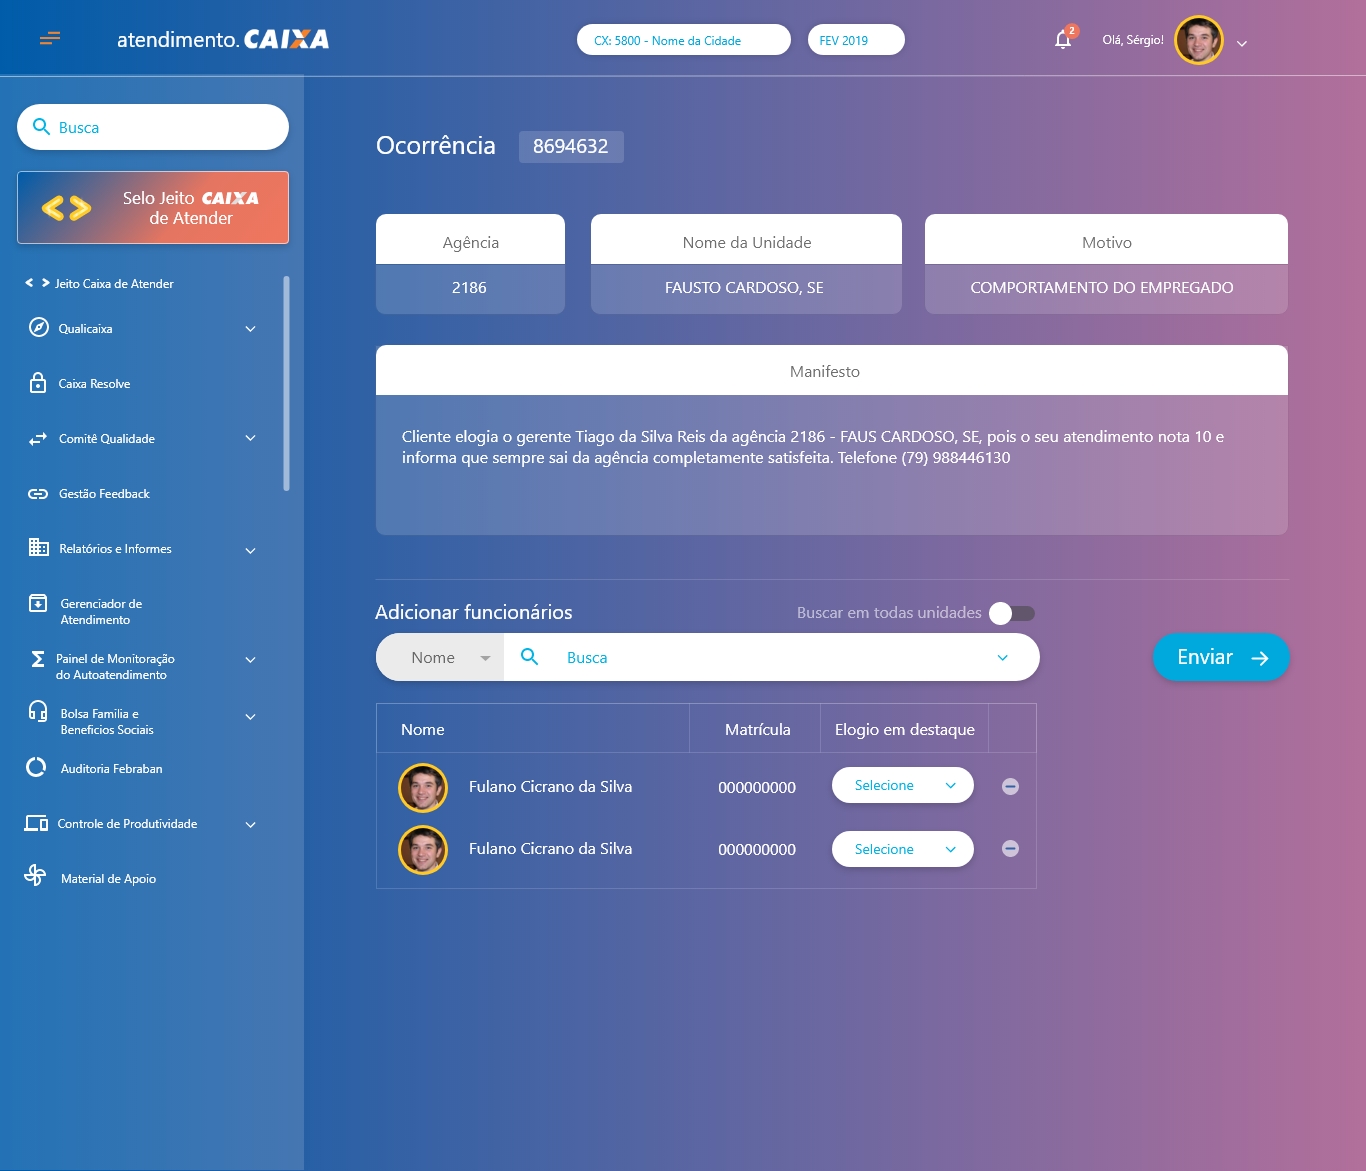 atendimento.CAIXA
CX: 5800 - Nome da Cidade
FEV 2019
2
Olá, Sérgio!
Busca
Selo Jeito CAIXA
de Atender
Jeito Caixa de Atender
Qualicaixa
Caixa Resolve
Comitê Qualidade
Gestão Feedback
Relatórios e Informes
Gerenciador de
Atendimento
Painel de Monitoração
do Autoatendimento
Bolsa Familia e
Beneficios Sociais
Auditoria Febraban
Controle de Produtividade
Material de Apoio
Ocorrência 8694632
Agência
2186
Nome da Unidade
FAUSTO CARDOSO, SE
Motivo
COMPORTAMENTO DO EMPREGADO
Manifesto
Cliente elogia o gerente Tiago da Silva Reis da agência 2186 - FAUS CARDOSO, SE, pois o seu atendimento nota 10 e
informa que sempre sai da agência completamente satisfeita. Telefone (79) 988446130
Adicionar funcionários
Buscar em todas unidades
Nome
Busca
Enviar
Nome Matrícula Elogio em destaque
Fulano Cicrano da Silva 000000000 Selecione
Fulano Cicrano da Silva 000000000 Selecione